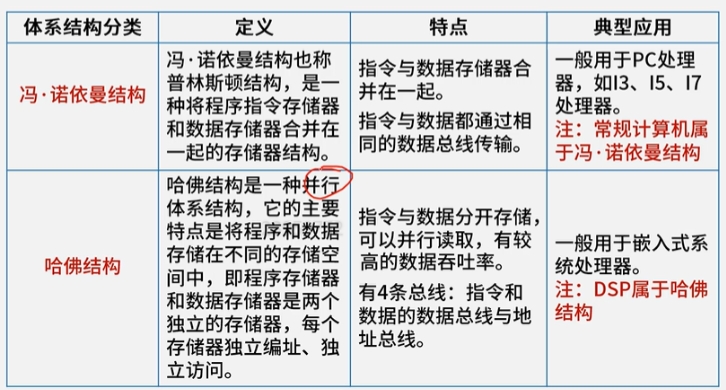 体系结构分类 定义 特点 典型应用
冯·诺依曼结构
冯·诺依曼结构也称
普林斯顿结构，是一
种将程序指令存储器
和数据存储器合并在
一起的存储器结构。
指令与数据存储器合
并在一起。
指令与数据都通过相
同的数据总线传输。
一般用于PC处理
器，如I3、I5、I7
处理器。
注：常规计算机属
于冯·诺依曼结构
哈佛结构
哈佛结构是一种并行
体系结构，它的主要
特点是将程序和数据
存储在不同的存储空
间中，即程序存储器
和数据存储器是两个
独立的存储器，每个
存储器独立编址、独
立访问。
指令与数据分开存储，
可以并行读取，有较
高的数据吞吐率。
有4条总线：指令和
数据的数据总线与地
址总线。
一般用于嵌入式系
统处理器。
注：DSP属于哈佛
结构